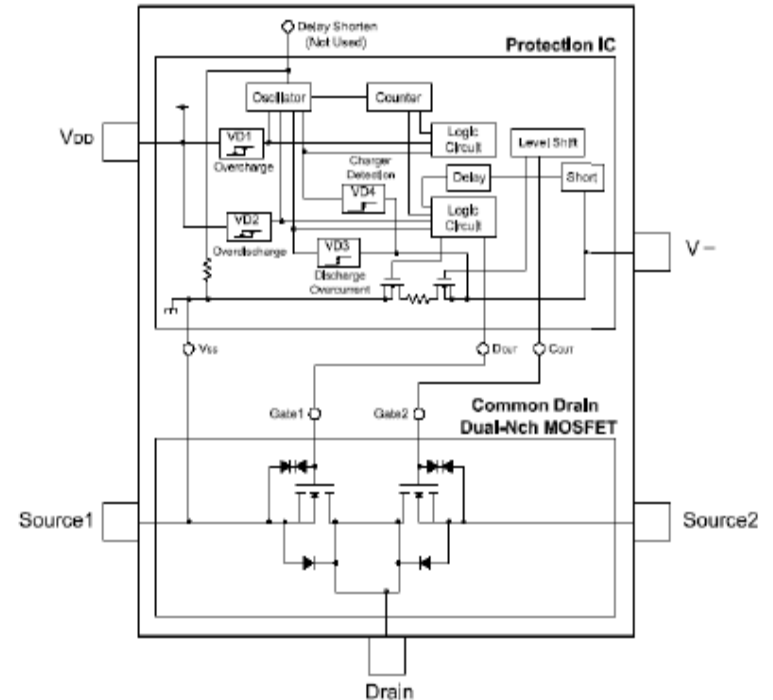 Delay Shorten
(Not Used)
Protection IC
Oscillator
Counter
VDD
VD1
Overcharge
Logic
Circuit
Level Shift
Charger
Detection
VD4
Delay
Short
VD2
Overdischarge
Logic
Circuit
VD3
Discharge
Overcurrent
V−
Vss
DOUT
COUT
Gate1
Gate2
Common Drain
Dual-Nch MOSFET
Source1
Source2
Drain